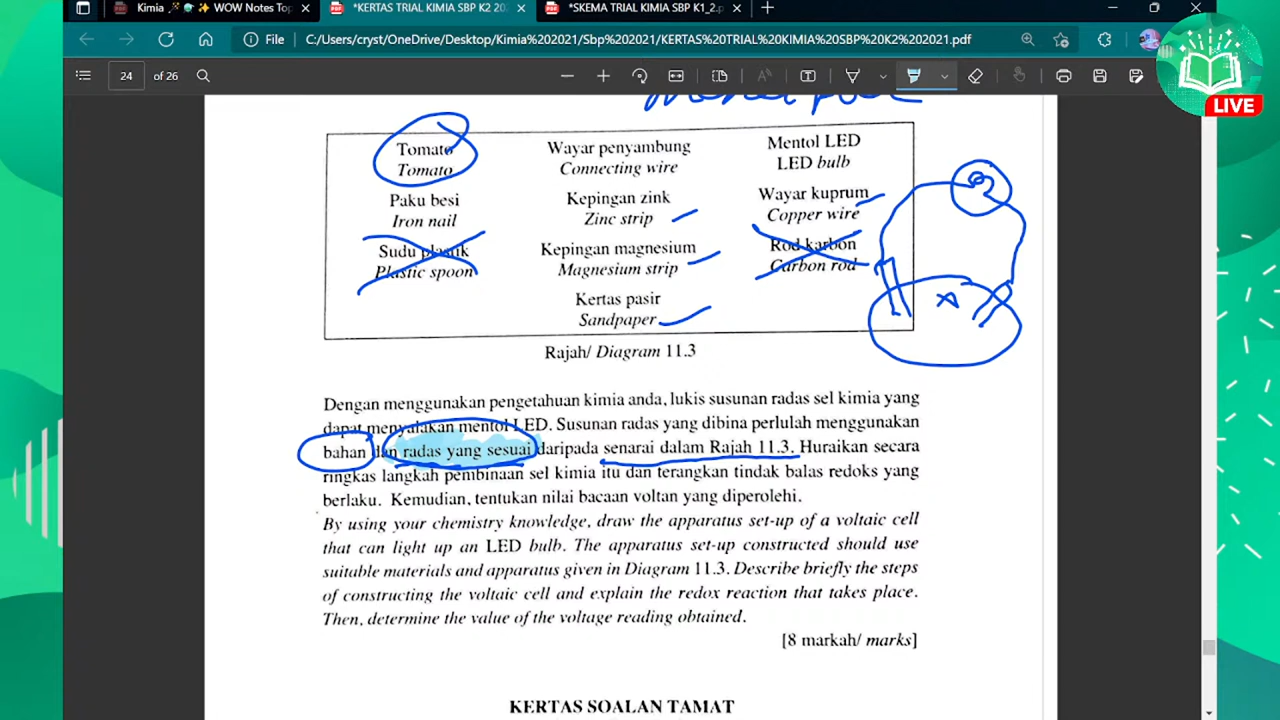 Kimia 🪄🧑‍🔬 ✨ WOW Notes Top
*KERTAS TRIAL KIMIA SBP K2 202
*SKEMA TRIAL KIMIA SBP K1_2.p
File C:/Users/cryst/OneDrive/Desktop/Kimia%202021/Sbp%202021/KERTAS%20TRIAL%20KIMIA%20SBP%20K2%202021.pdf
LIVE
24 of 26
Tomato Wayar penyambung Mentol LED
Tomato Connecting wire LED bulb
Paku besi Kepingan zink Wayar kuprum
Iron nail Zinc strip Copper wire
Sudu plastik Kepingan magnesium Rod karbon
Plastic spoon Magnesium strip Carbon rod
Kertas pasir
Sandpaper
Rajah/ Diagram 11.3
Dengan menggunakan pengetahuan kimia anda, lukis susunan radas sel kimia yang
dapat menyalakan mentol LED. Susunan radas yang dibina perlulah menggunakan
bahan dan radas yang sesuai daripada senarai dalam Rajah 11.3. Huraikan secara
ringkas langkah pembinaan sel kimia itu dan terangkan tindak balas redoks yang
berlaku. Kemudian, tentukan nilai bacaan voltan yang diperolehi.
By using your chemistry knowledge, draw the apparatus set-up of a voltaic cell
that can light up an LED bulb. The apparatus set-up constructed should use
suitable materials and apparatus given in Diagram 11.3. Describe briefly the steps
of constructing the voltaic cell and explain the redox reaction that takes place.
Then, determine the value of the voltage reading obtained.
[8 markah/ marks]
KERTAS SOALAN TAMAT